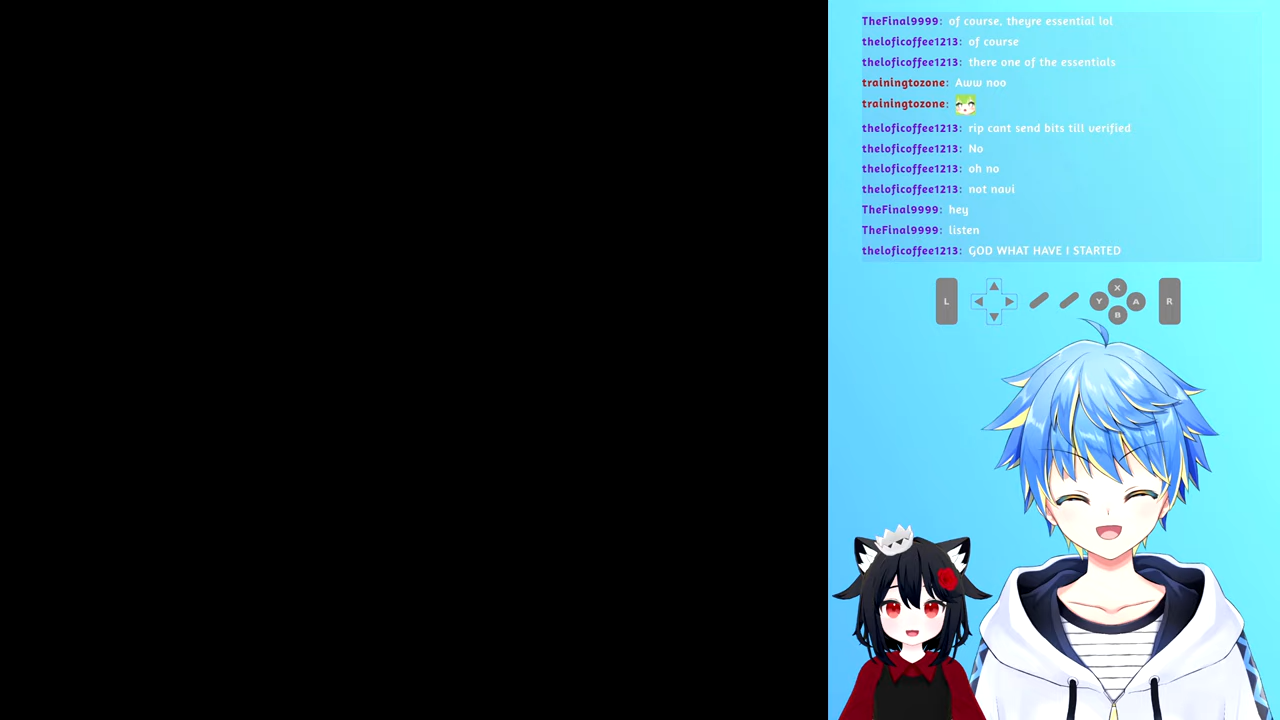 TheFinal9999: of course, theyre essential lol
theloficoffee1213: of course
theloficoffee1213: there one of the essentials
trainingtozone: Aww noo
trainingtozone:
theloficoffee1213: rip cant send bits till verified
theloficoffee1213: No
theloficoffee1213: oh no
theloficoffee1213: not navi
TheFinal9999: hey
TheFinal9999: listen
theloficoffee1213: GOD WHAT HAVE I STARTED
X
L Y A R
B